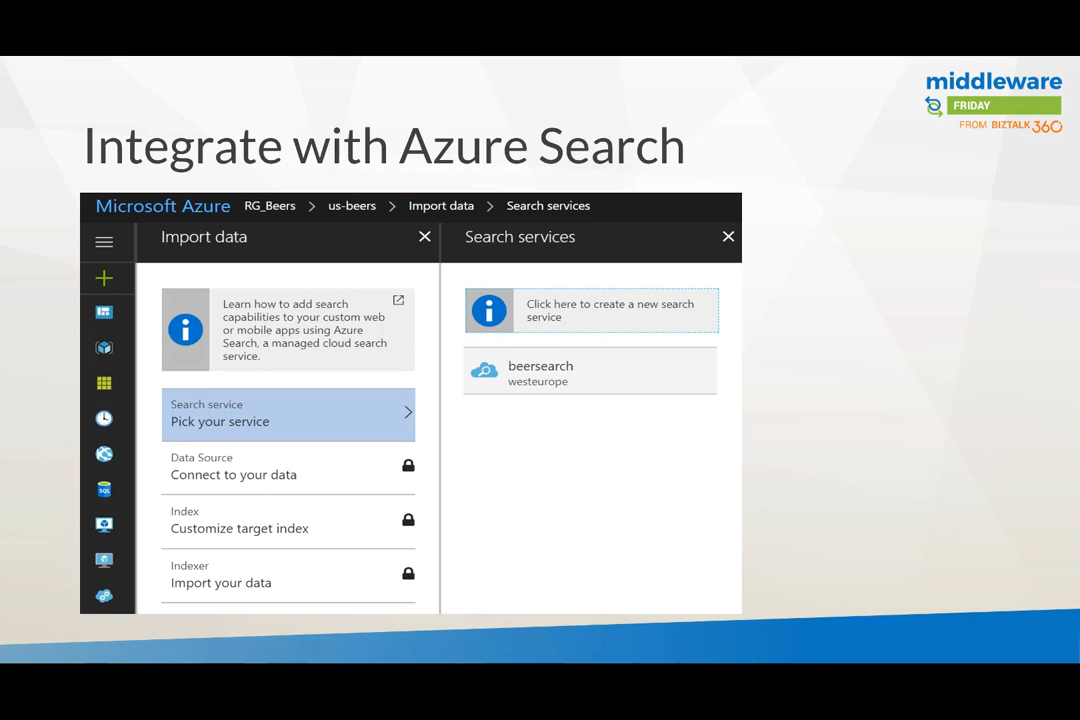 middleware
FRIDAY
FROM BIZTALK360
Integrate with Azure Search
Microsoft Azure RG_Beers > us-beers > Import data > Search services
Import data
Learn how to add search
capabilities to your custom web
or mobile apps using Azure
Search, a managed cloud search
service.
Search service
Pick your service
Data Source
Connect to your data
Index
Customize target index
Indexer
Import your data
Search services
Click here to create a new search
service
beersearch
westeurope
SQL